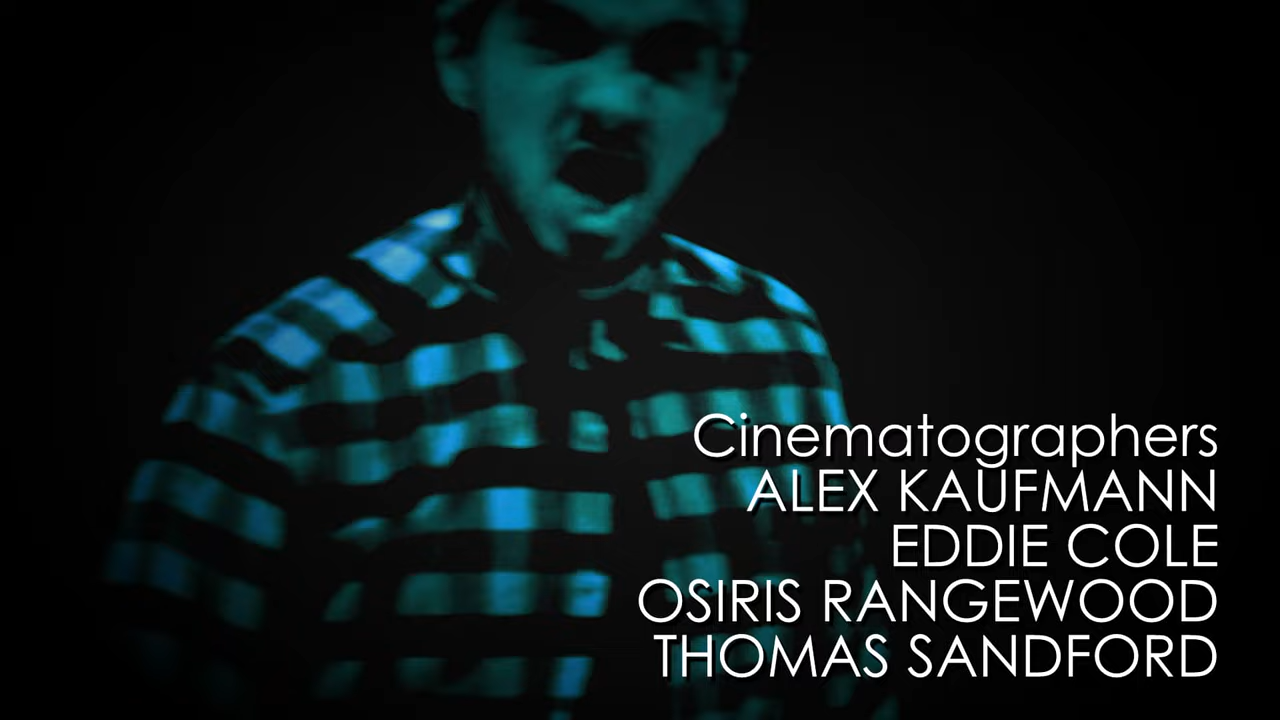 Cinematographers
ALEX KAUFMANN
EDDIE COLE
OSIRIS RANGEWOOD
THOMAS SANDFORD